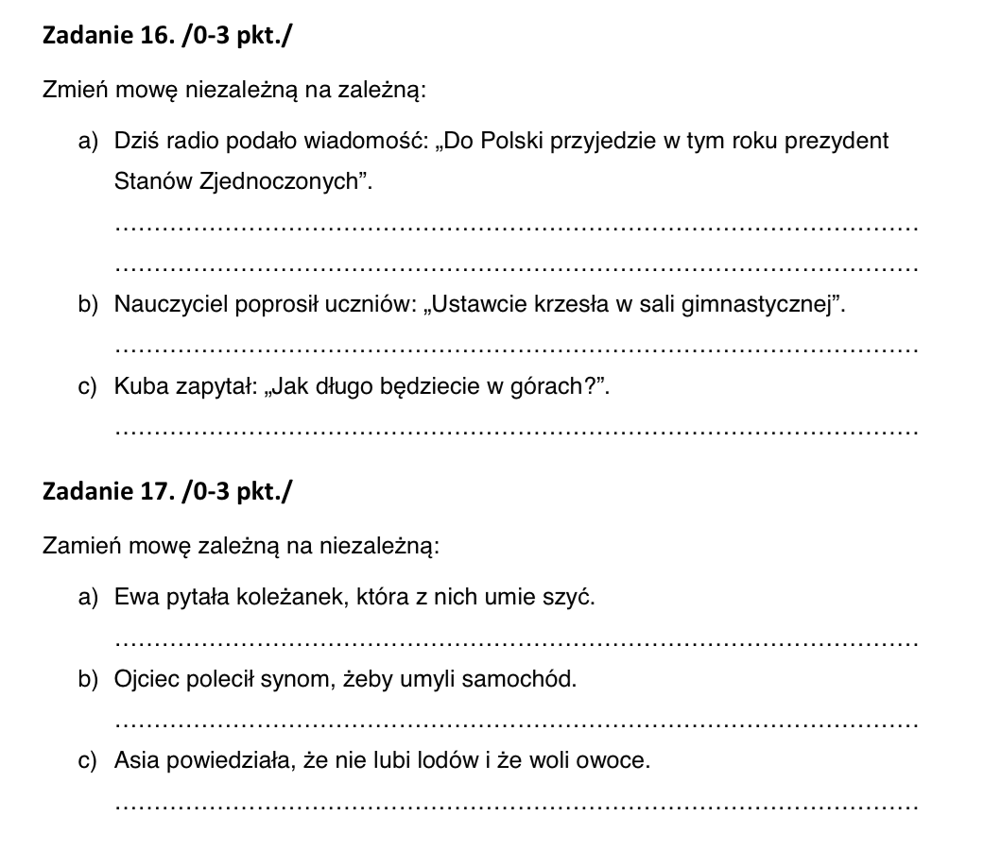 Zadanie 16. /0-3 pkt./
Zmień mowę niezależną na zależną:
a) Dziś radio podało wiadomość: „Do Polski przyjedzie w tym roku prezydent
Stanów Zjednoczonych”.
……………………………………………………………………………………………
……………………………………………………………………………………………
b) Nauczyciel poprosił uczniów: „Ustawcie krzesła w sali gimnastycznej”.
……………………………………………………………………………………………
c) Kuba zapytał: „Jak długo będziecie w górach?”.
……………………………………………………………………………………………
Zadanie 17. /0-3 pkt./
Zamień mowę zależną na niezależną:
a) Ewa pytała koleżanek, która z nich umie szyć.
……………………………………………………………………………………………
b) Ojciec polecił synom, żeby umyli samochód.
……………………………………………………………………………………………
c) Asia powiedziała, że nie lubi lodów i że woli owoce.
……………………………………………………………………………………………